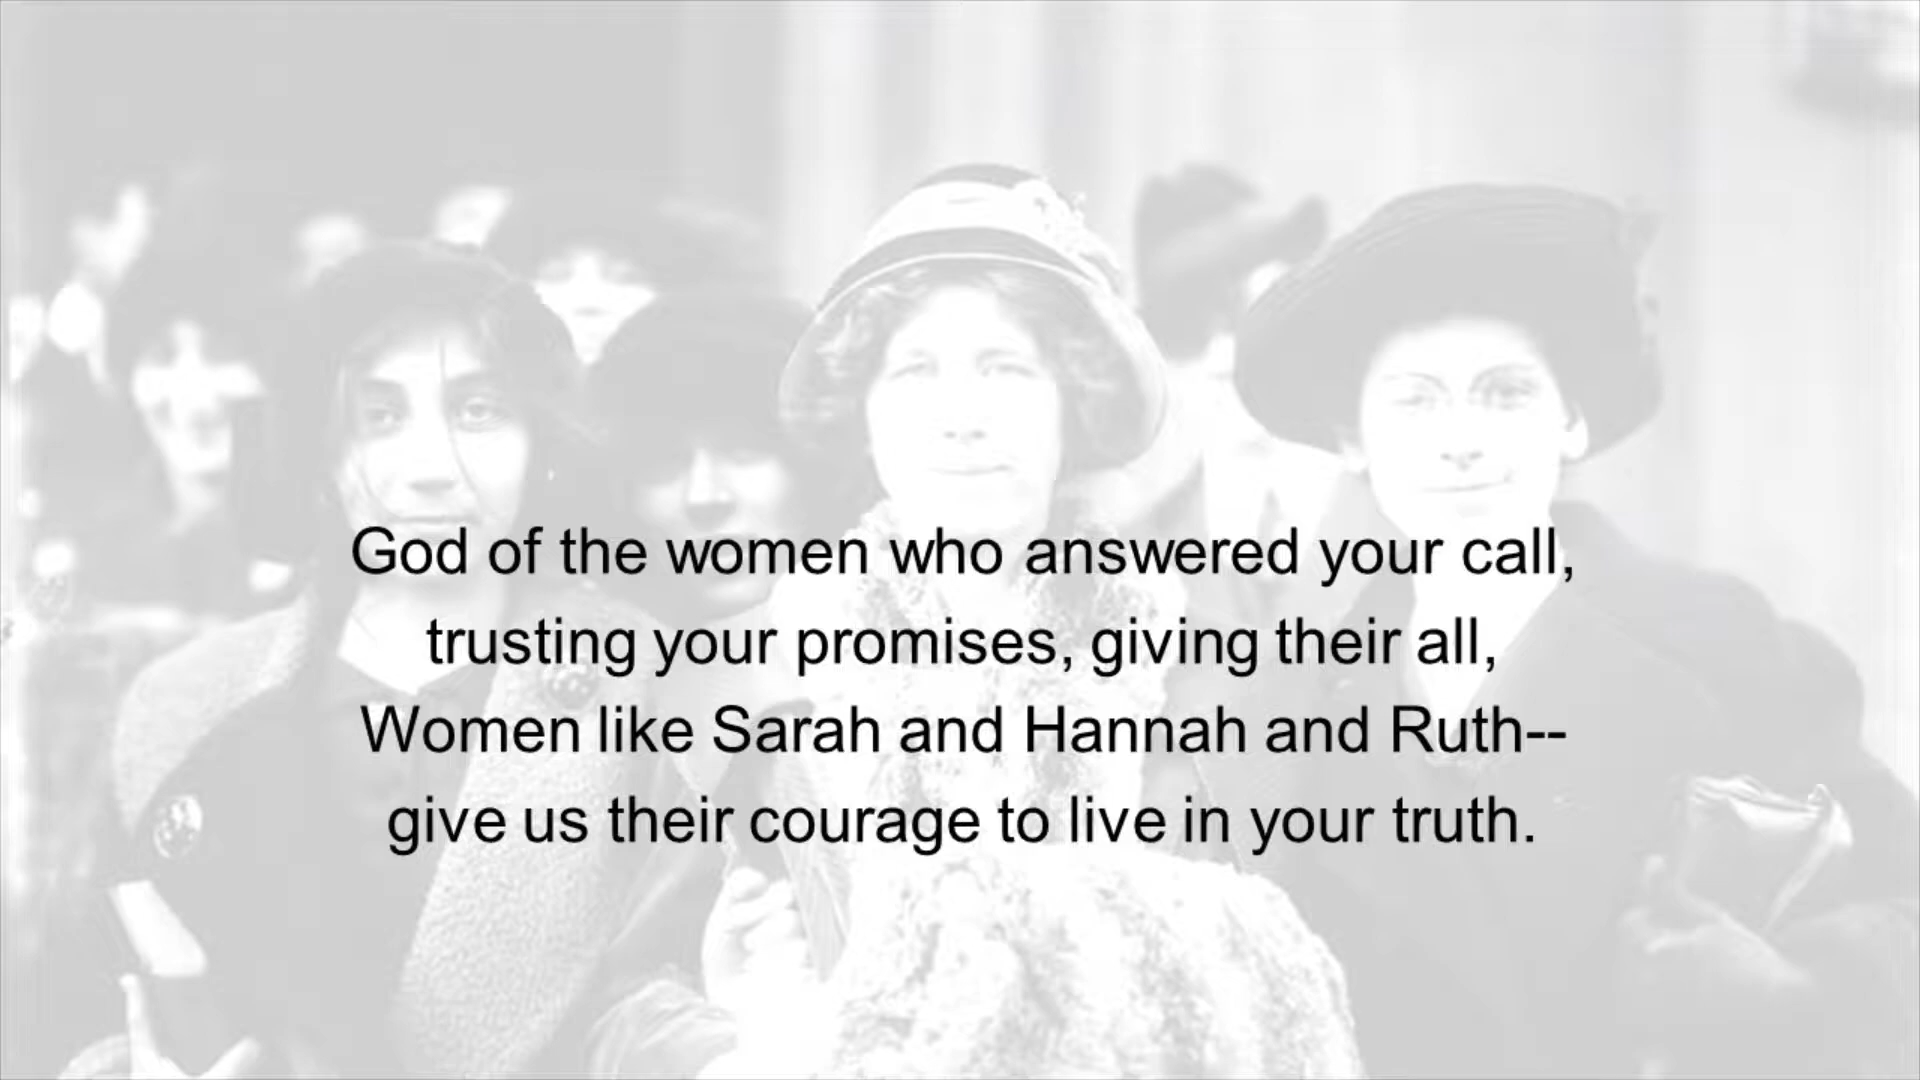 God of the women who answered your call,
trusting your promises, giving their all,
Women like Sarah and Hannah and Ruth--
give us their courage to live in your truth.